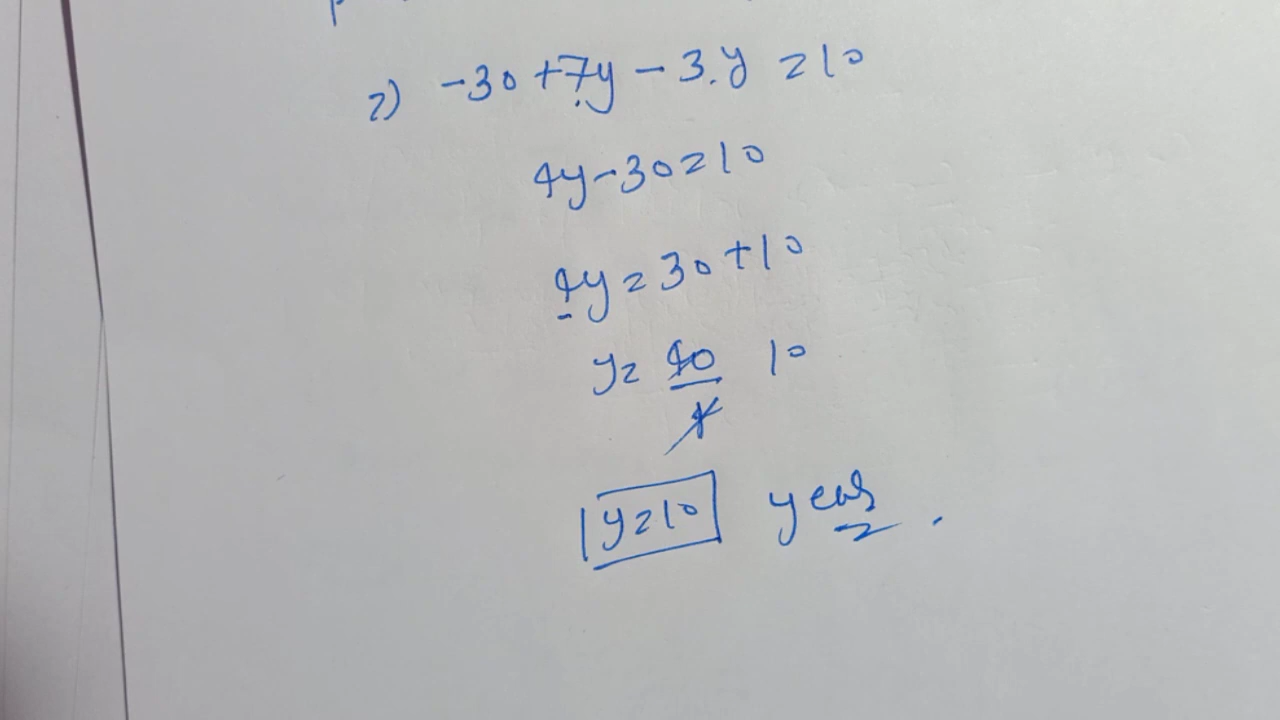 2) -30 +7y - 3.y = 10
4y-30=10
4y = 30+10
y= 40/4 10
y=10 years.